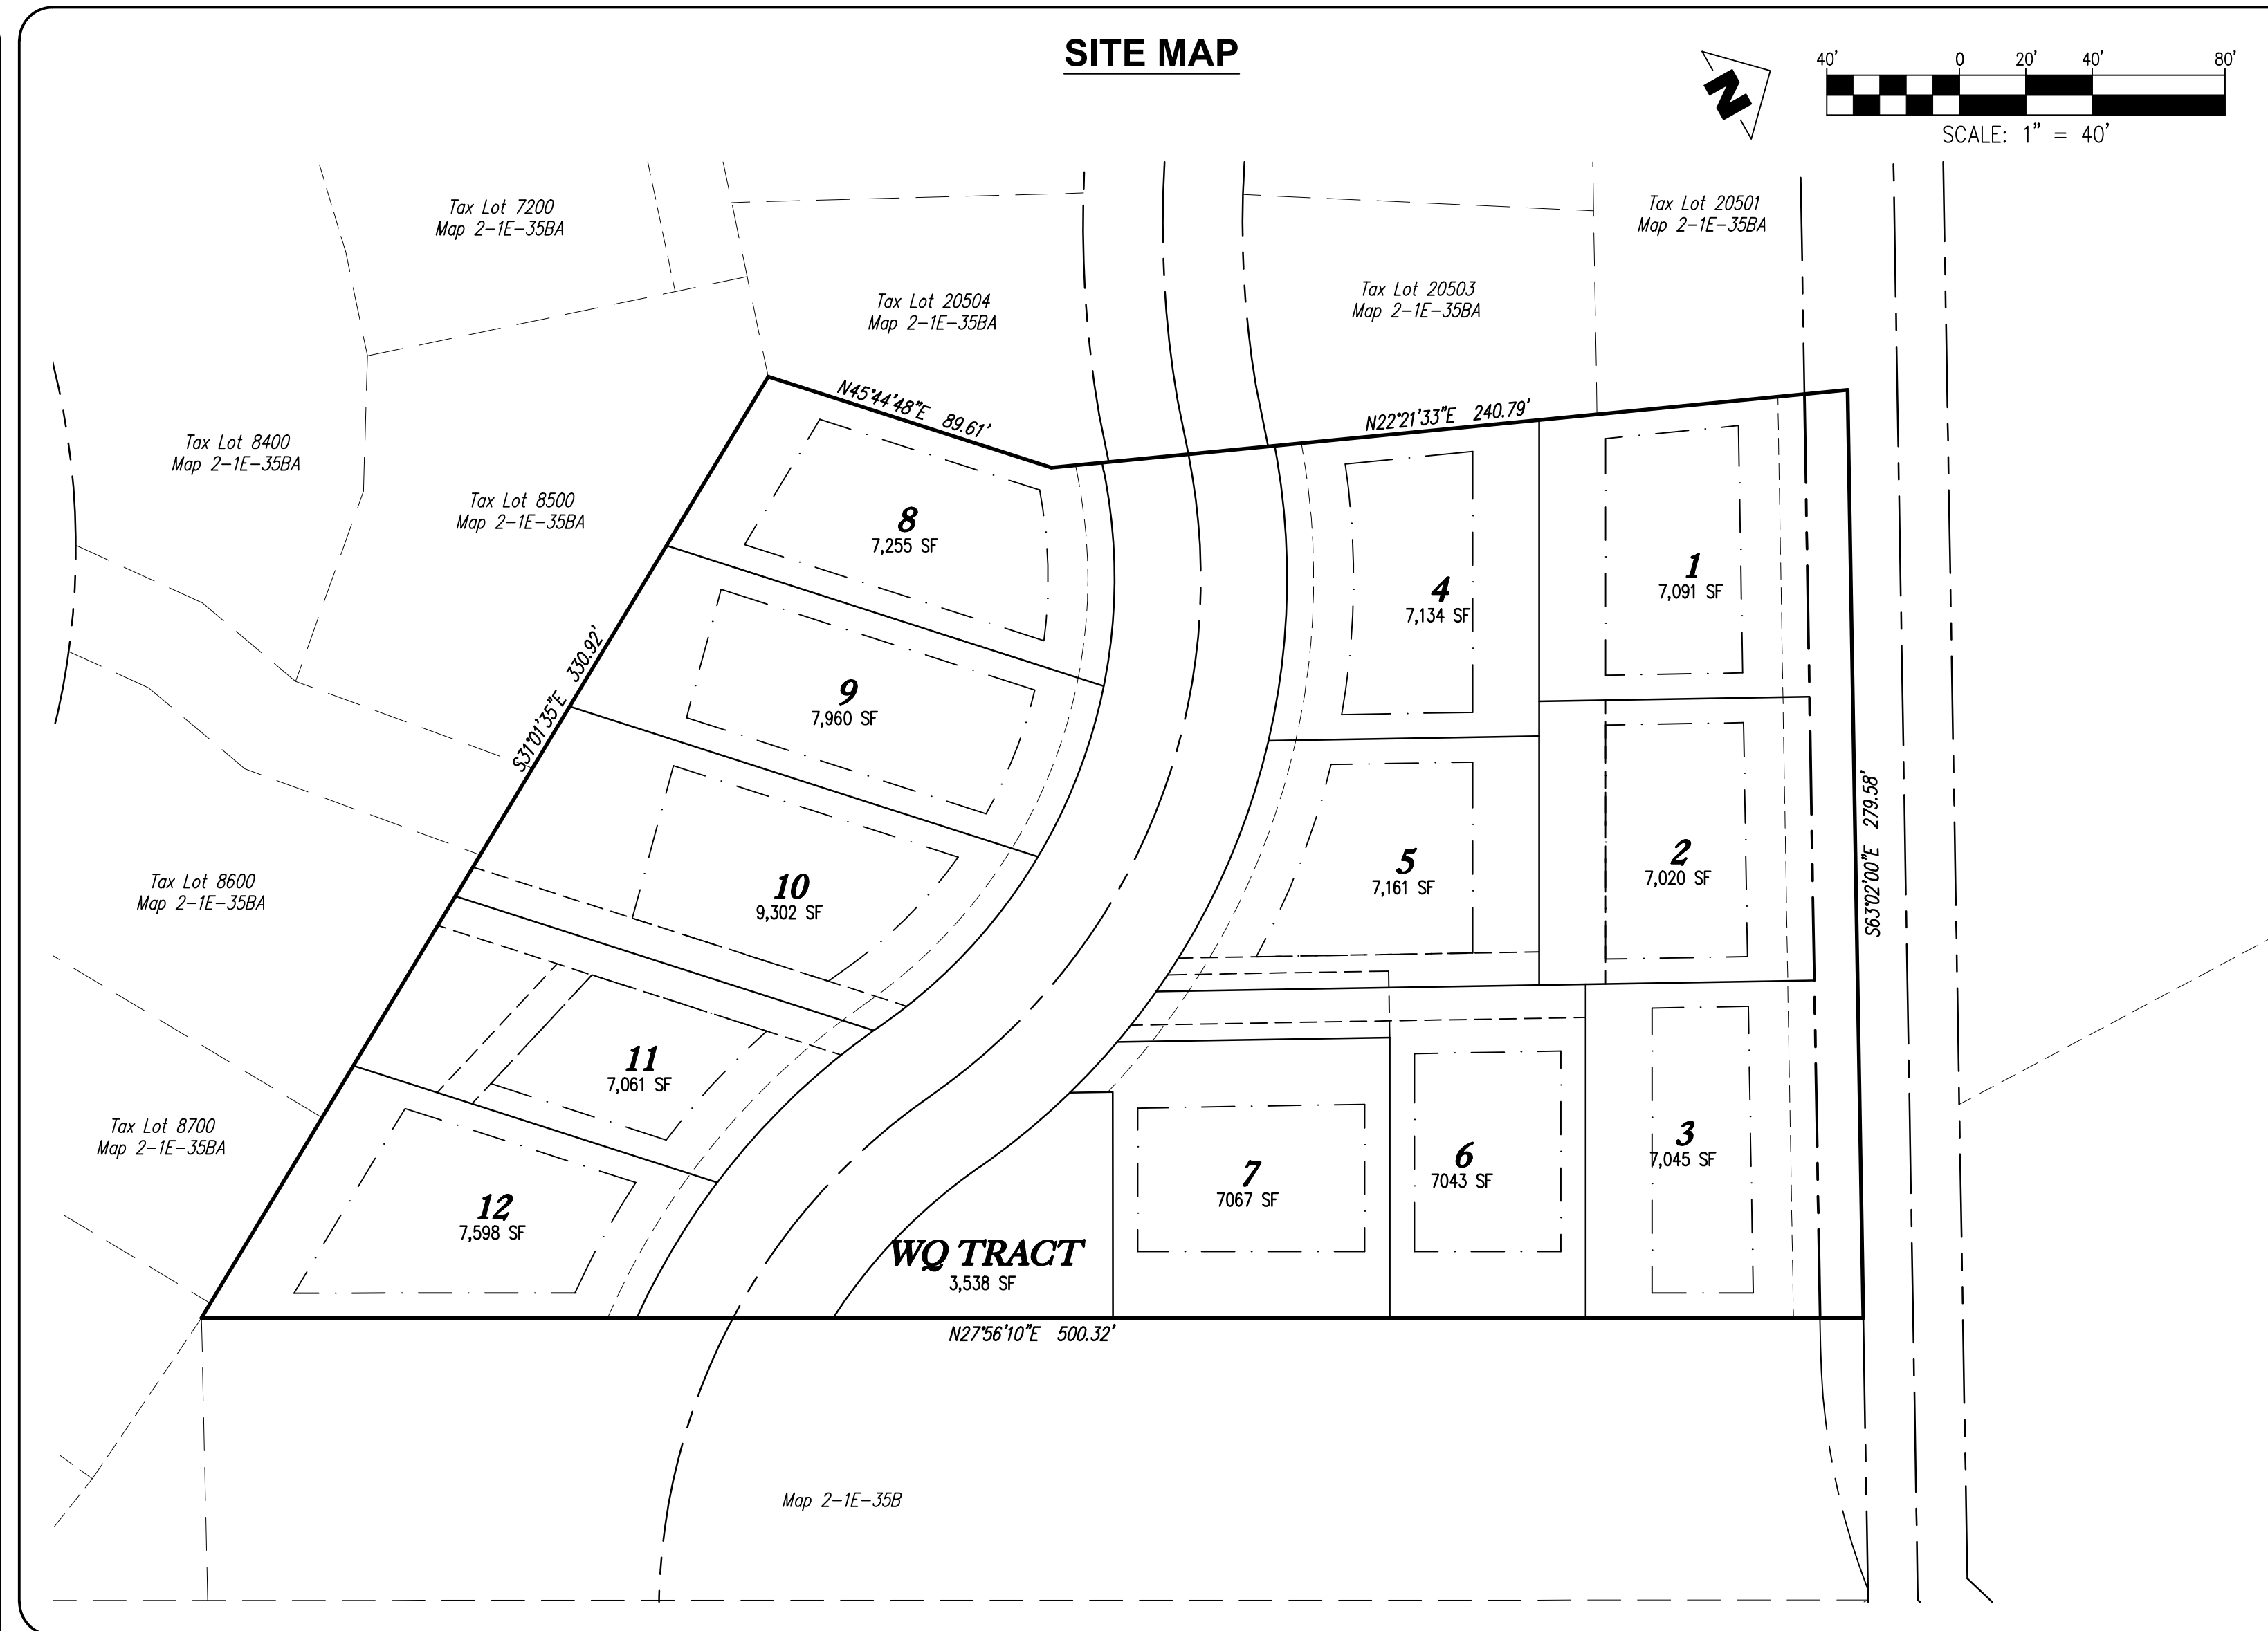 SITE MAP
N
40' 0 20' 40' 80'
SCALE: 1" = 40'
Tax Lot 7200
Map 2-1E-35BA
Tax Lot 20501
Map 2-1E-35BA
Tax Lot 20504
Map 2-1E-35BA
Tax Lot 20503
Map 2-1E-35BA
N45°44'48"E 89.61'
N22°21'33"E 240.79'
Tax Lot 8400
Map 2-1E-35BA
Tax Lot 8500
Map 2-1E-35BA
8
7,255 SF
4
7,134 SF
1
7,091 SF
S31°01'35"E 330.92'
9
7,960 SF
S63°02'00"E 279.58'
10
9,302 SF
5
7,161 SF
2
7,020 SF
Tax Lot 8600
Map 2-1E-35BA
11
7,061 SF
Tax Lot 8700
Map 2-1E-35BA
12
7,598 SF
WQ TRACT
3,538 SF
7
7067 SF
6
7043 SF
3
7,045 SF
N27°56'10"E 500.32'
Map 2-1E-35B